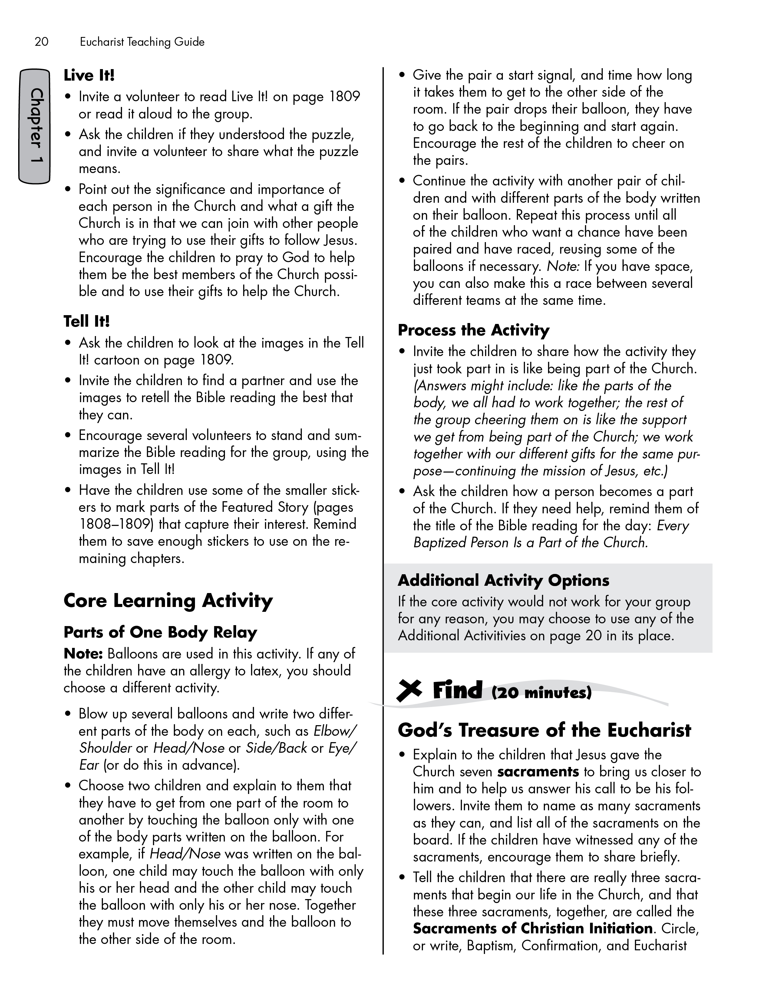 20 Eucharist Teaching Guide
Chapter 1
Live It!
• Invite a volunteer to read Live It! on page 1809
or read it aloud to the group.
• Ask the children if they understood the puzzle,
and invite a volunteer to share what the puzzle
means.
• Point out the significance and importance of
each person in the Church and what a gift the
Church is in that we can join with other people
who are trying to use their gifts to follow Jesus.
Encourage the children to pray to God to help
them be the best members of the Church possi-
ble and to use their gifts to help the Church.
Tell It!
• Ask the children to look at the images in the Tell
It! cartoon on page 1809.
• Invite the children to find a partner and use the
images to retell the Bible reading the best that
they can.
• Encourage several volunteers to stand and sum-
marize the Bible reading for the group, using the
images in Tell It!
• Have the children use some of the smaller stick-
ers to mark parts of the Featured Story (pages
1808–1809) that capture their interest. Remind
them to save enough stickers to use on the re-
maining chapters.
Core Learning Activity
Parts of One Body Relay
Note: Balloons are used in this activity. If any of
the children have an allergy to latex, you should
choose a different activity.
• Blow up several balloons and write two differ-
ent parts of the body on each, such as Elbow/
Shoulder or Head/Nose or Side/Back or Eye/
Ear (or do this in advance).
• Choose two children and explain to them that
they have to get from one part of the room to
another by touching the balloon only with one
of the body parts written on the balloon. For
example, if Head/Nose was written on the bal-
loon, one child may touch the balloon with only
his or her head and the other child may touch
the balloon with only his or her nose. Together
they must move themselves and the balloon to
the other side of the room.
• Give the pair a start signal, and time how long
it takes them to get to the other side of the
room. If the pair drops their balloon, they have
to go back to the beginning and start again.
Encourage the rest of the children to cheer on
the pairs.
• Continue the activity with another pair of chil-
dren and with different parts of the body written
on their balloon. Repeat this process until all
of the children who want a chance have been
paired and have raced, reusing some of the
balloons if necessary. Note: If you have space,
you can also make this a race between several
different teams at the same time.
Process the Activity
• Invite the children to share how the activity they
just took part in is like being part of the Church.
(Answers might include: like the parts of the
body, we all had to work together; the rest of
the group cheering them on is like the support
we get from being part of the Church; we work
together with our different gifts for the same pur-
pose—continuing the mission of Jesus, etc.)
• Ask the children how a person becomes a part
of the Church. If they need help, remind them of
the title of the Bible reading for the day: Every
Baptized Person Is a Part of the Church.
Additional Activity Options
If the core activity would not work for your group
for any reason, you may choose to use any of the
Additional Activitivies on page 20 in its place.
Find (20 minutes)
God's Treasure of the Eucharist
• Explain to the children that Jesus gave the
Church seven sacraments to bring us closer to
him and to help us answer his call to be his fol-
lowers. Invite them to name as many sacraments
as they can, and list all of the sacraments on the
board. If the children have witnessed any of the
sacraments, encourage them to share briefly.
• Tell the children that there are really three sacra-
ments that begin our life in the Church, and that
these three sacraments, together, are called the
Sacraments of Christian Initiation. Circle,
or write, Baptism, Confirmation, and Eucharist